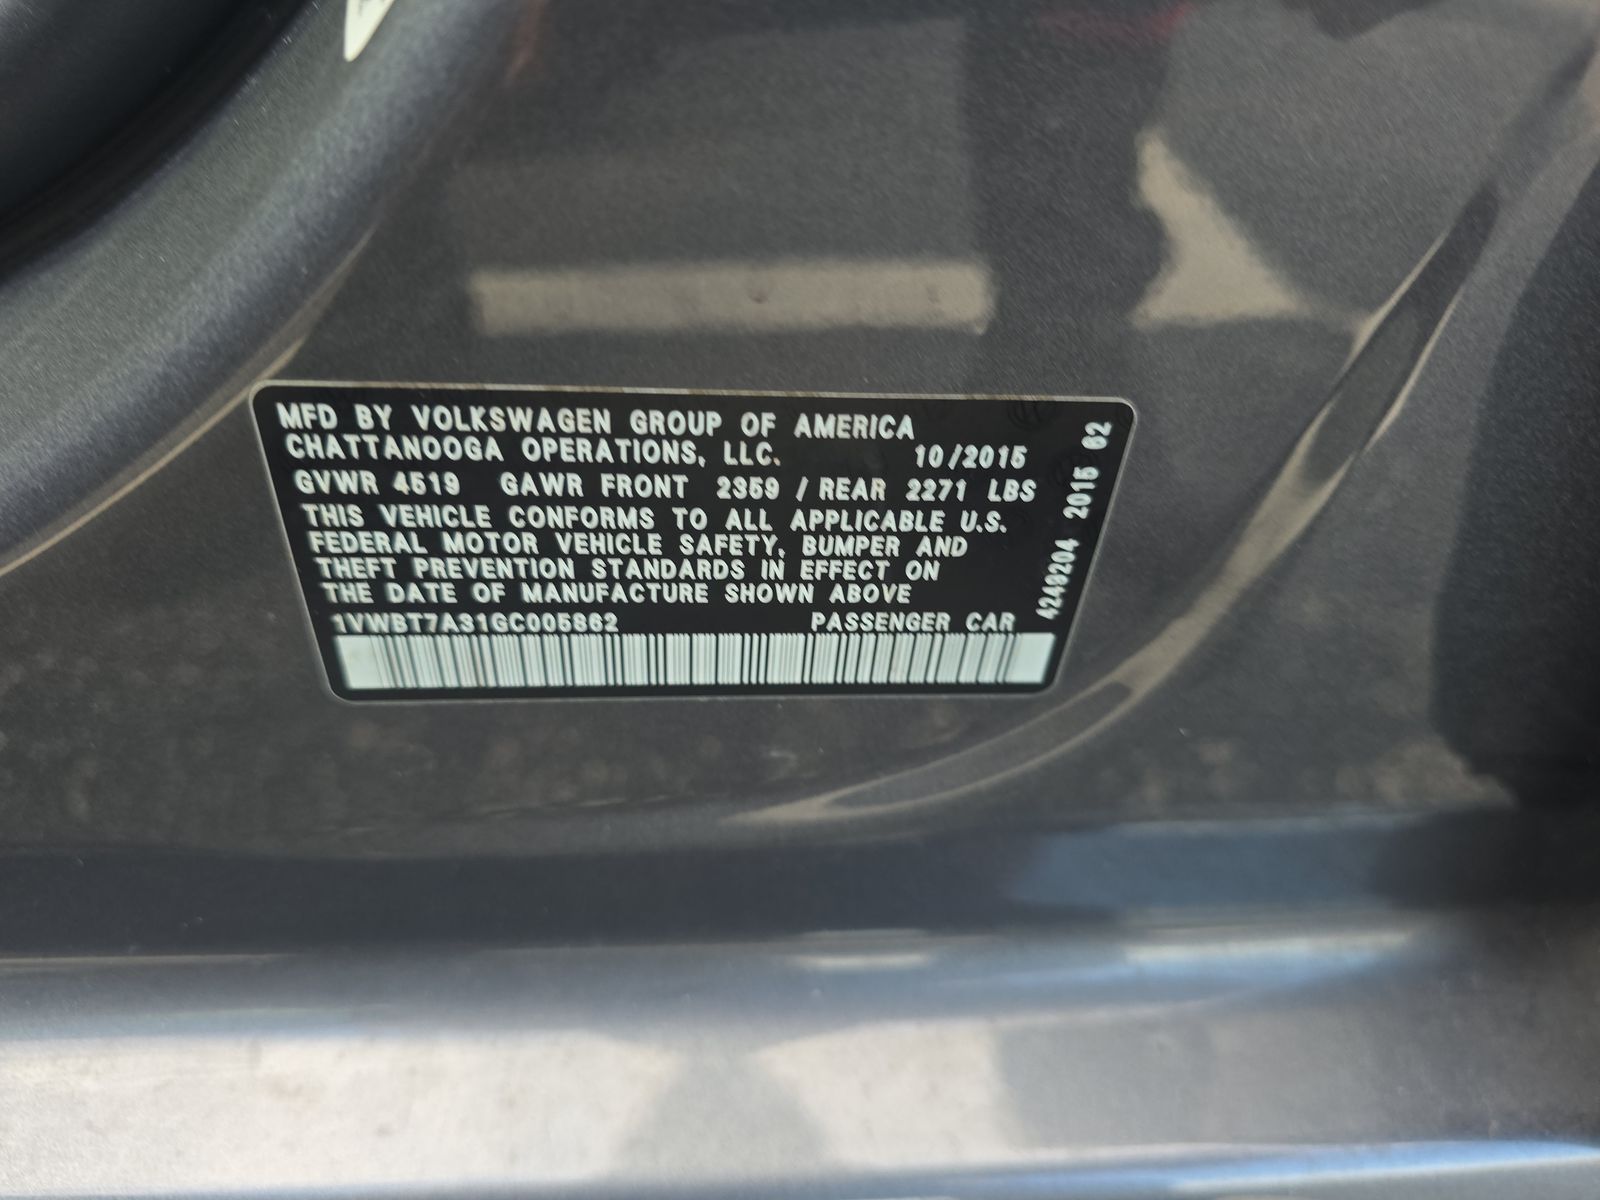 MFD BY VOLKSWAGEN GROUP OF AMERICA
CHATTANOOGA OPERATIONS, LLC. 10/2015
GVWR 4519 GAWR FRONT 2359 / REAR 2271 LBS
THIS VEHICLE CONFORMS TO ALL APPLICABLE U.S.
FEDERAL MOTOR VEHICLE SAFETY, BUMPER AND
THEFT PREVENTION STANDARDS IN EFFECT ON
THE DATE OF MANUFACTURE SHOWN ABOVE
1VWBT7A31GC005862 PASSENGER CAR
4249204 2015 62